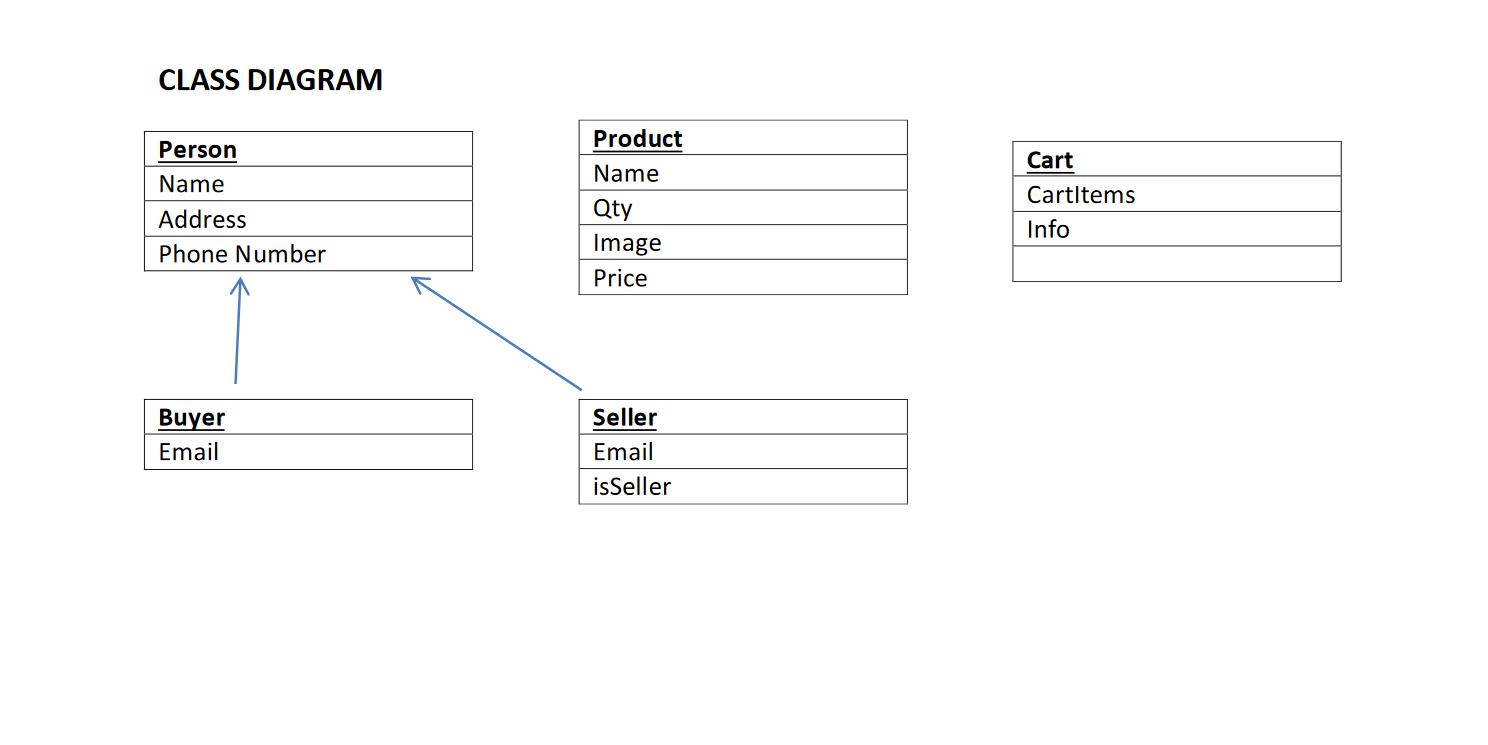 CLASS DIAGRAM
Person
Name
Address
Phone Number
Product
Name
Qty
Image
Price
Cart
CartItems
Info
Buyer
Email
Seller
Email
isSeller